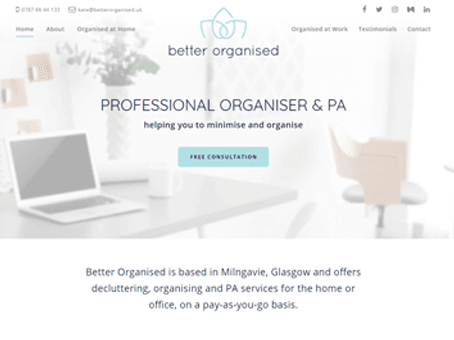 0787 66 44 133 kate@betterorganised.uk
Home About Organised at Home
better organised
Organised at Work Testimonials Contact
PROFESSIONAL ORGANISER & PA
helping you to minimise and organise
FREE CONSULTATION
Better Organised is based in Milngavie, Glasgow and offers
decluttering, organising and PA services for the home or
office, on a pay-as-you-go basis.